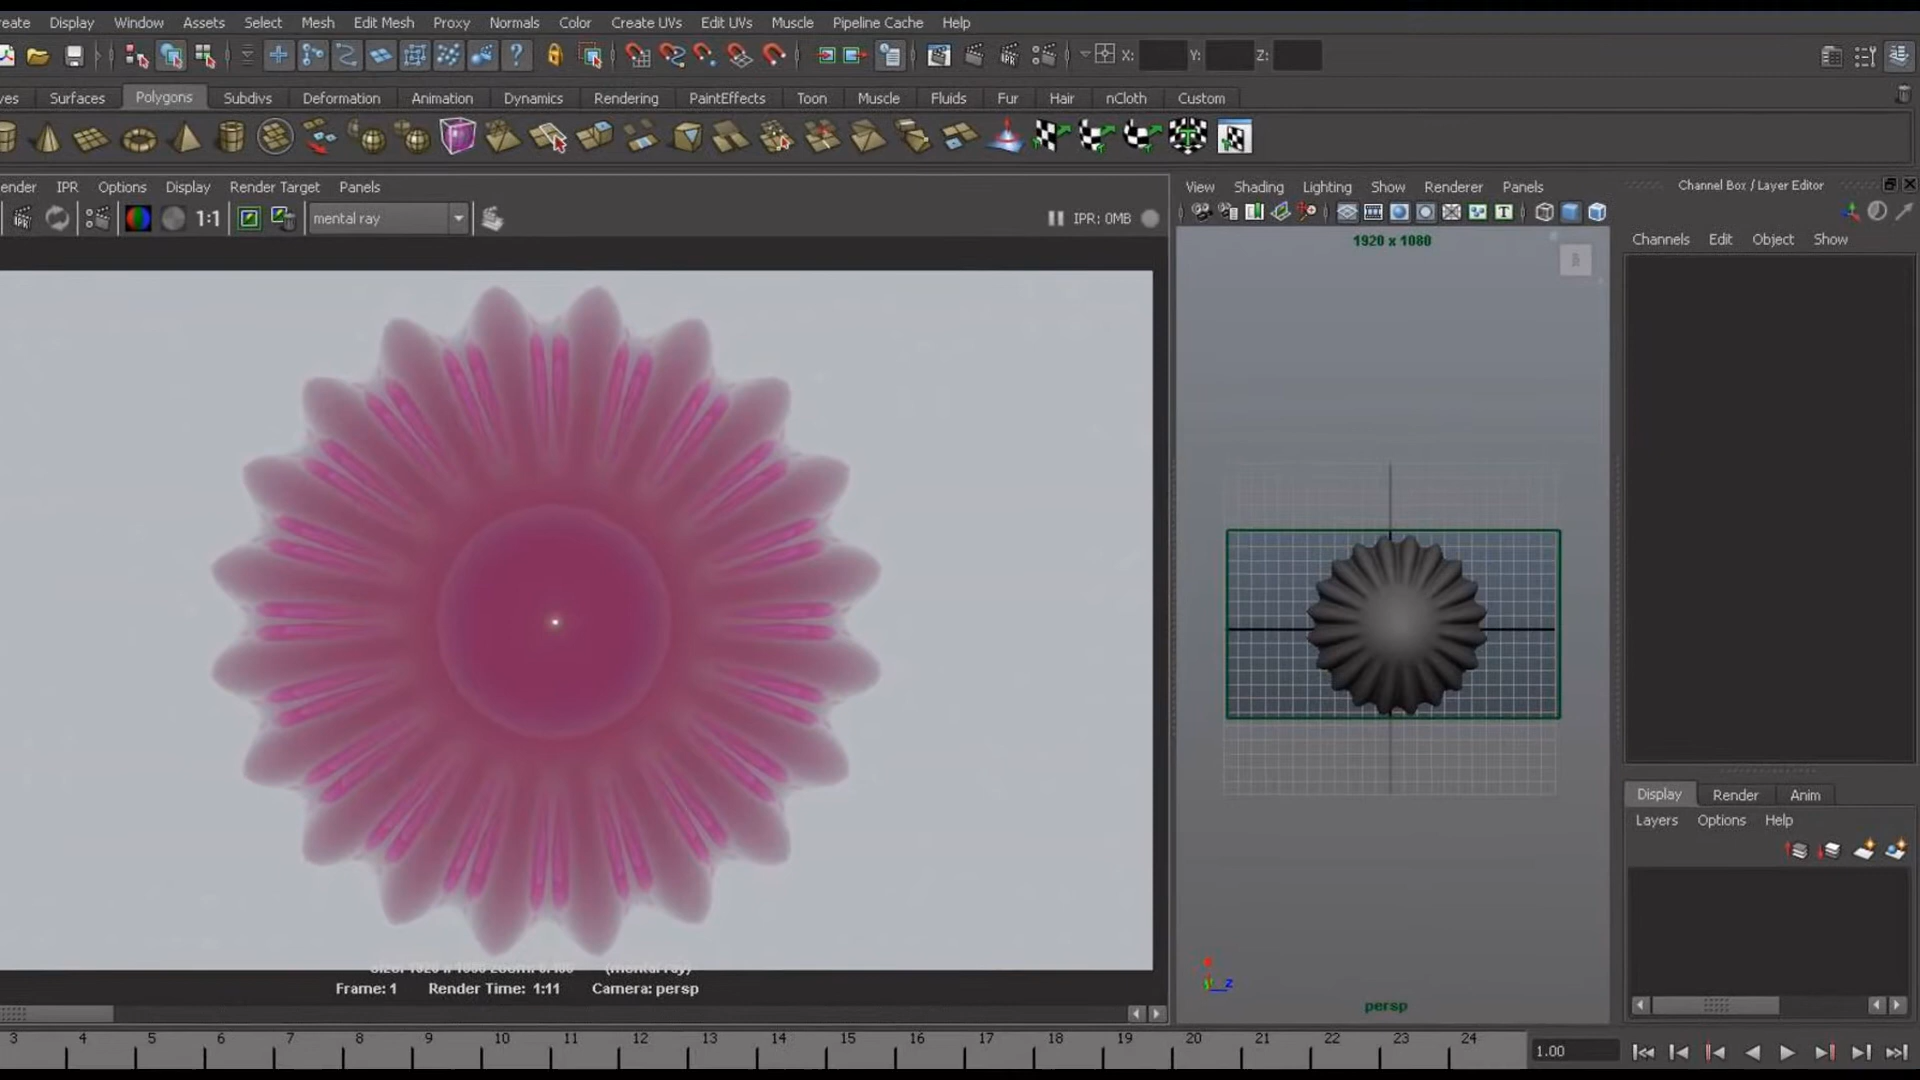 Display Window Assets Select Mesh Edit Mesh Proxy Normals Color Create UVs Edit UVs Muscle Pipeline Cache Help
X: Y: Z:
Surfaces Polygons Subdivs Deformation Animation Dynamics Rendering PaintEffects Toon Muscle Fluids Fur Hair nCloth Custom
IPR Options Display Render Target Panels
1:1 mental ray IPR: 0MB
View Shading Lighting Show Renderer Panels
Channel Box / Layer Editor
Channels Edit Object Show
1920 x 1080
Frame: 1 Render Time: 1:11 Camera: persp
z
persp
Display Render Anim
Layers Options Help
3 4 5 6 7 8 9 10 11 12 13 14 15 16 17 18 19 20 21 22 23 24
1.00